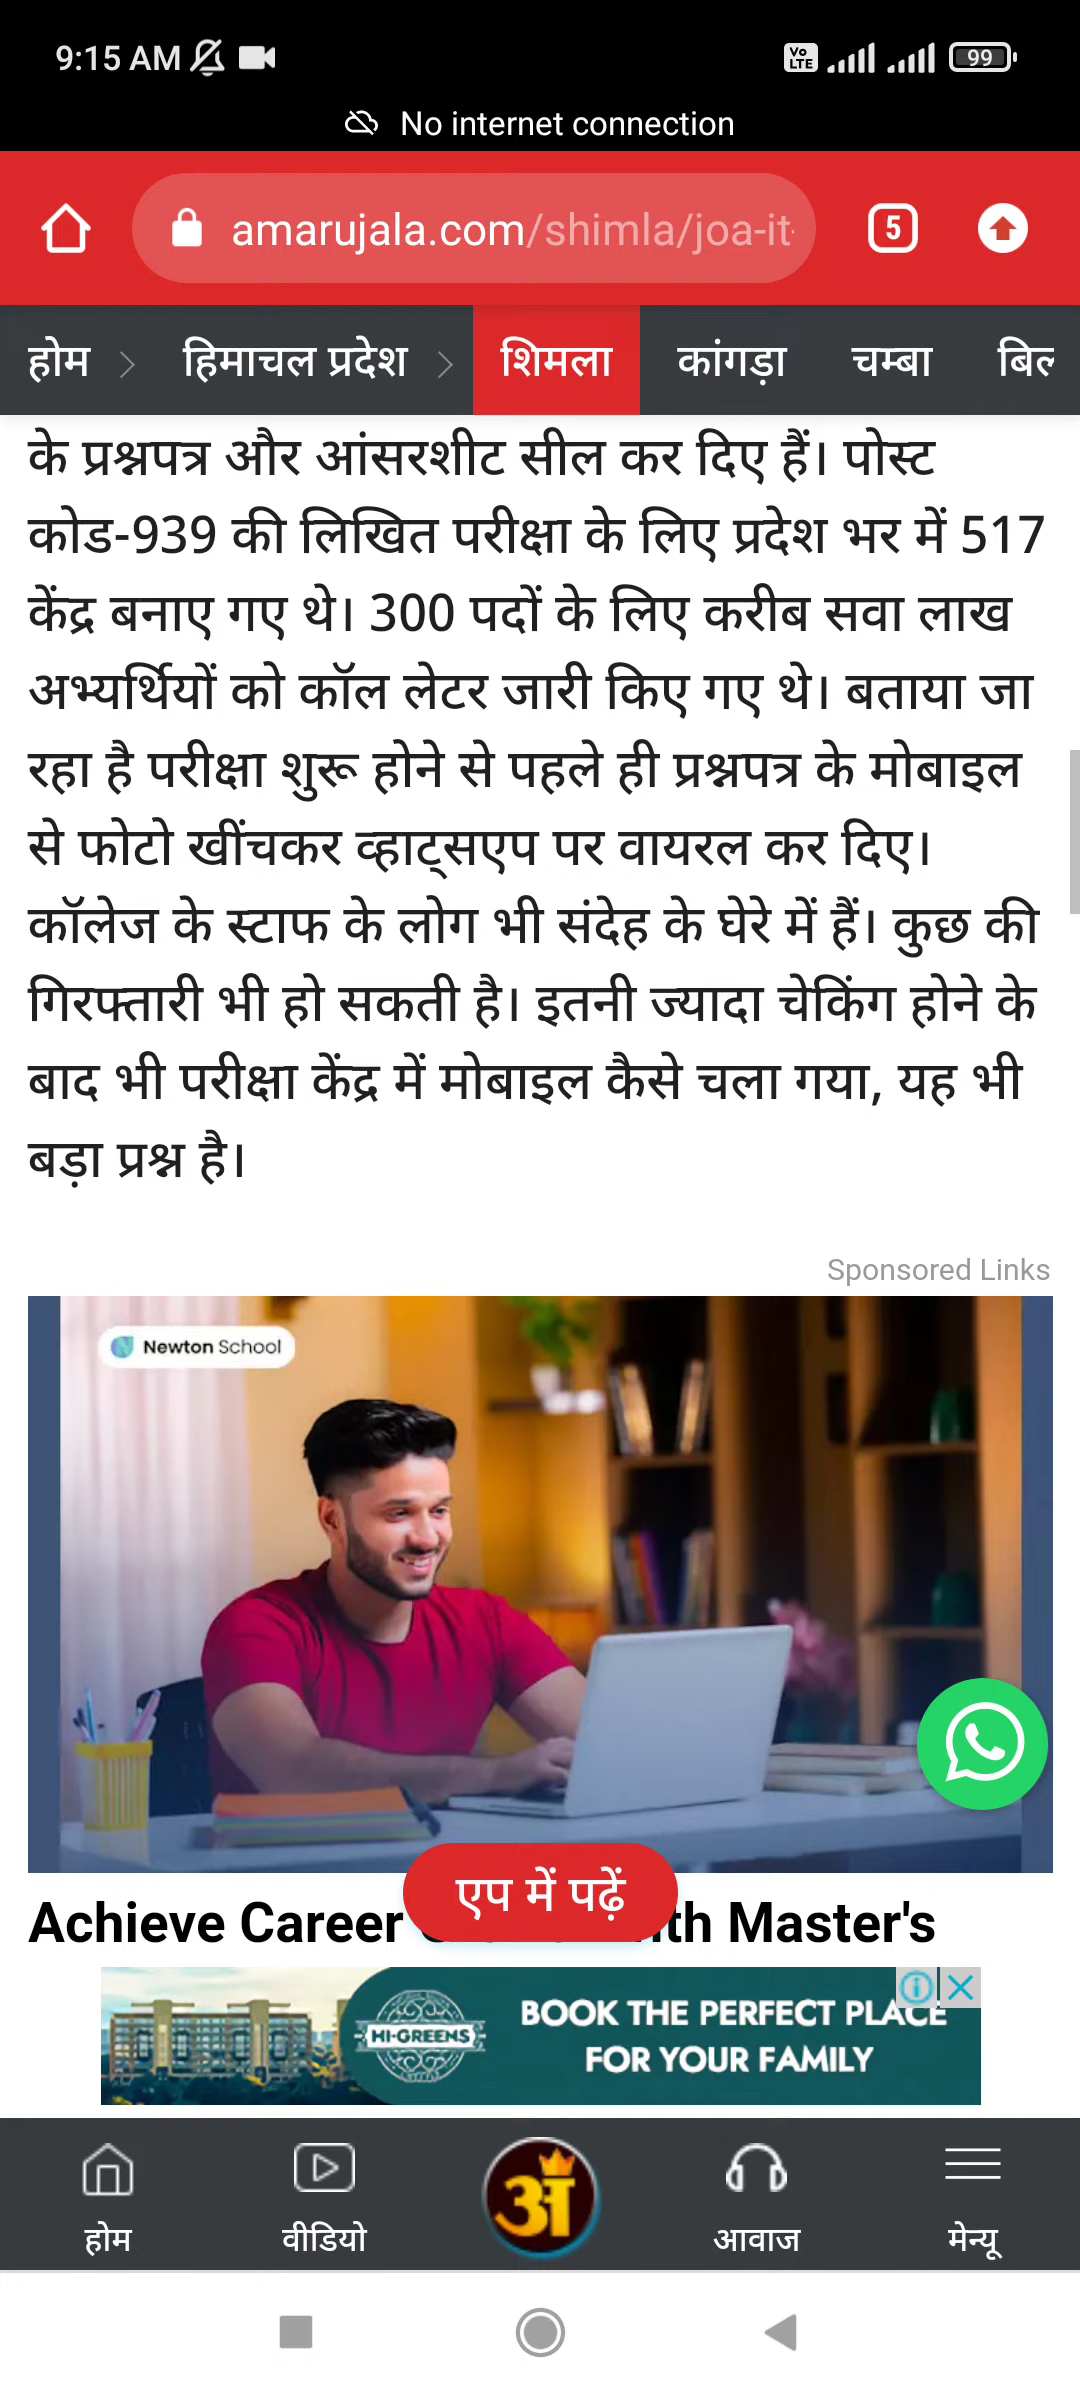 9:15 AM
Vo LTE
99
No internet connection
amarujala.com/shimla/joa-it-
5
होम
हिमाचल प्रदेश
शिमला
कांगड़ा
चम्बा
के प्रश्नपत्र और आंसरशीट सील कर दिए हैं। पोस्ट
कोड-939 की लिखित परीक्षा के लिए प्रदेश भर में 517
केंद्र बनाए गए थे। 300 पदों के लिए करीब सवा लाख
अभ्यर्थियों को कॉल लेटर जारी किए गए थे। बताया जा
रहा है परीक्षा शुरू होने से पहले ही प्रश्नपत्र के मोबाइल
से फोटो खींचकर व्हाट्सएप पर वायरल कर दिए।
कॉलेज के स्टाफ के लोग भी संदेह के घेरे में हैं। कुछ की
गिरफ्तारी भी हो सकती है। इतनी ज्यादा चेकिंग होने के
बाद भी परीक्षा केंद्र में मोबाइल कैसे चला गया, यह भी
बड़ा प्रश्न है।
Sponsored Links
Newton School
एप में पढ़ें
Achieve Career Master's
HI-GREENS
BOOK THE PERFECT PLACE
FOR YOUR FAMILY
अ
होम
वीडियो
आवाज
मेन्यू